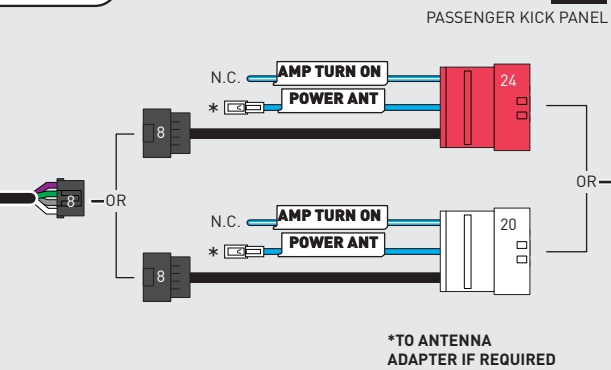 PASSENGER KICK PANEL
N.C.
AMP TURN ON
24
*
POWER ANT
8
8
OR
OR
N.C.
AMP TURN ON
20
*
POWER ANT
8
*TO ANTENNA
ADAPTER IF REQUIRED